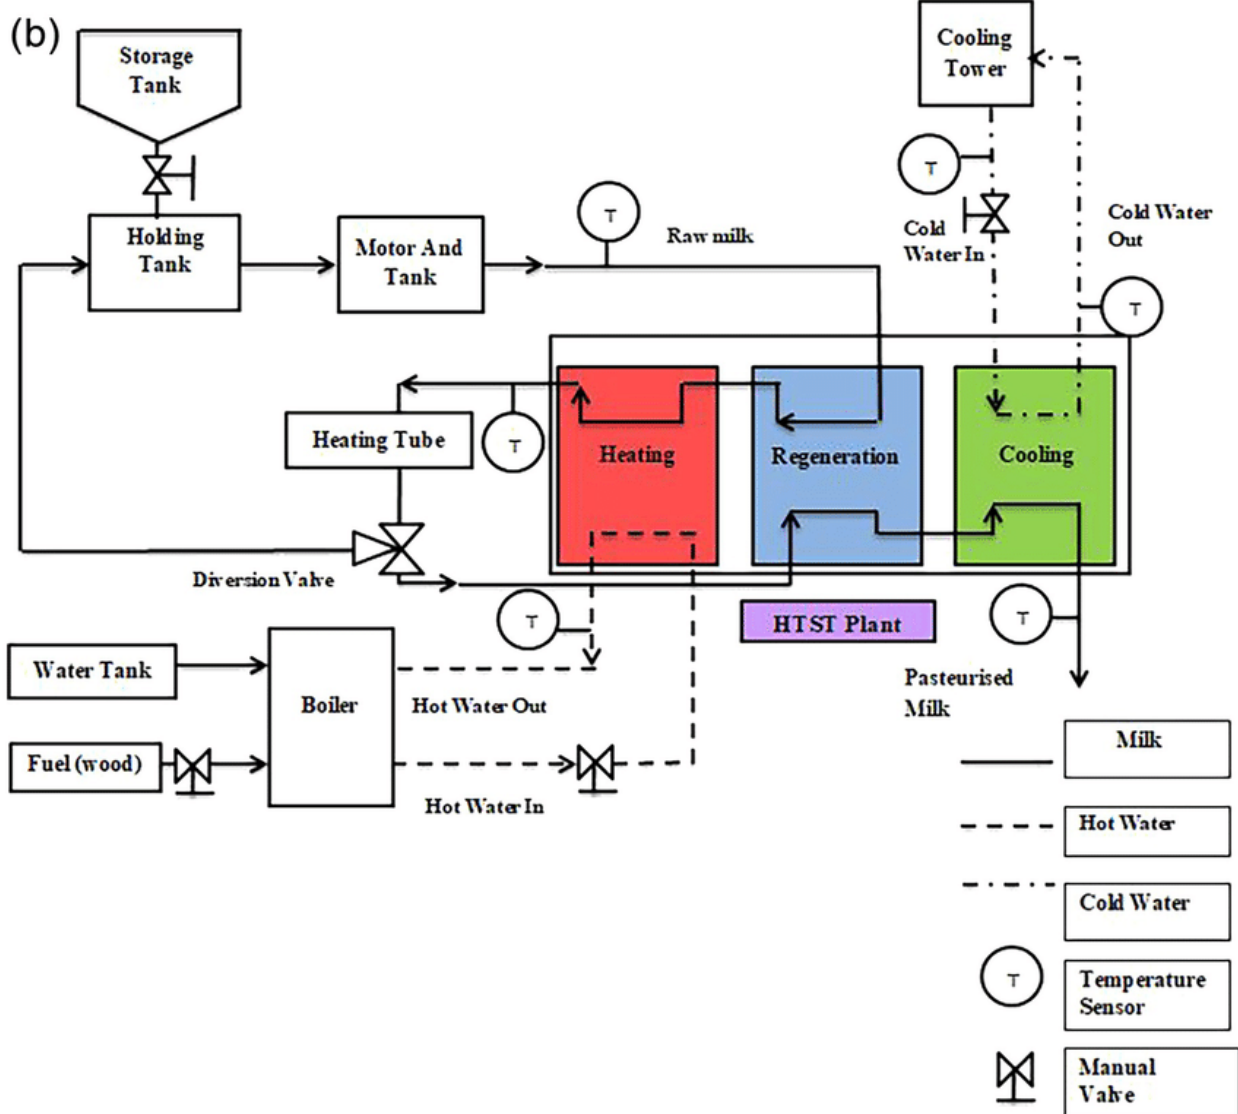 (b)
Storage
Tank
Cooling
Tower
T
T
Holding
Tank
Motor And
Tank
Raw milk
Cold
Water In
Cold Water
Out
T
Heating Tube
T
Heating
Regeneration
Cooling
Diversion Valve
T
HTST Plant
T
Water Tank
Boiler
Hot Water Out
Pasteurised
Milk
Fuel (wood)
Hot Water In
Milk
Hot Water
Cold Water
T
Temperature
Sensor
Manual
Valve